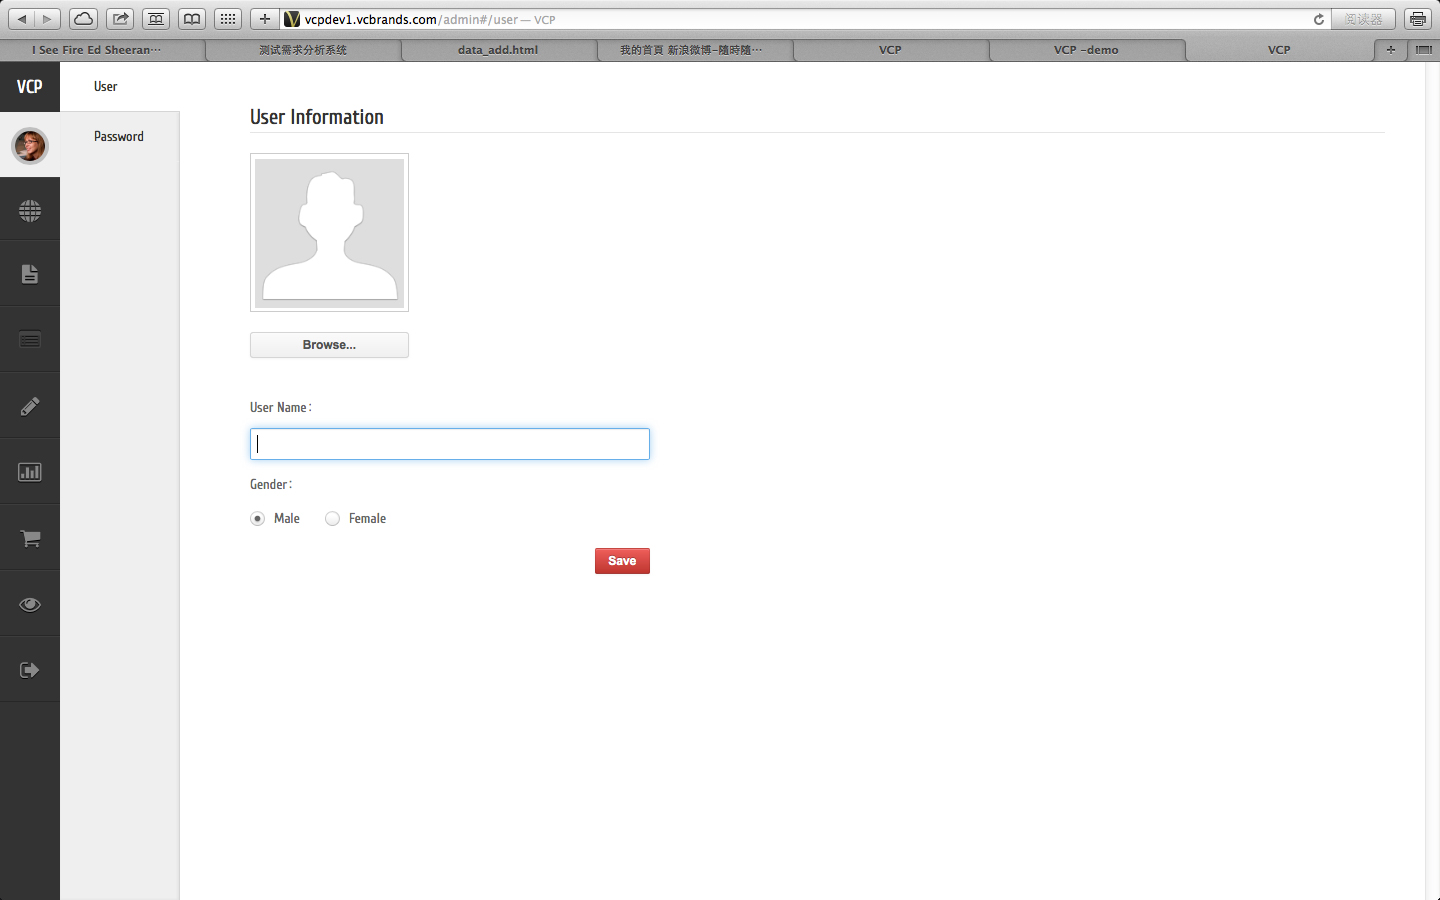 vcpdev1.vcbrands.com/admin#/user — VCP
阅读器
I See Fire Ed Sheeran⋯
测试需求分析系统
data_add.html
我的首頁 新浪微博-隨時隨⋯
VCP
VCP -demo
VCP
VCP
User
Password
User Information
Browse...
User Name :
Gender :
Male
Female
Save